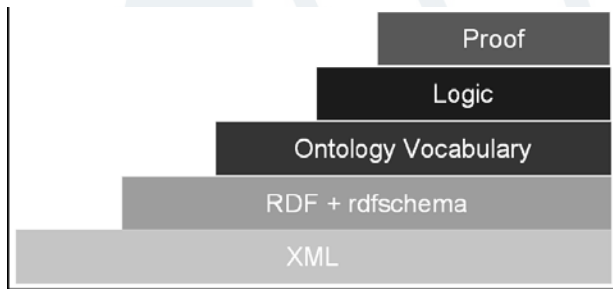 Proof
Logic
Ontology Vocabulary
RDF + rdfschema
XML